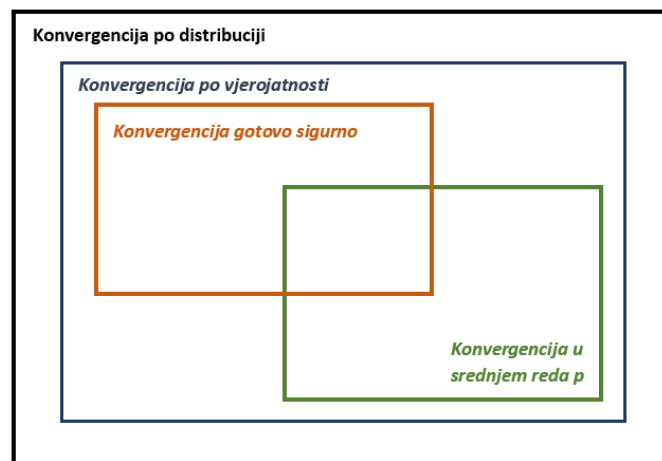 Konvergencija po distribuciji
Konvergencija po vjerojatnosti
Konvergencija gotovo sigurno
Konvergencija u
srednjem reda p